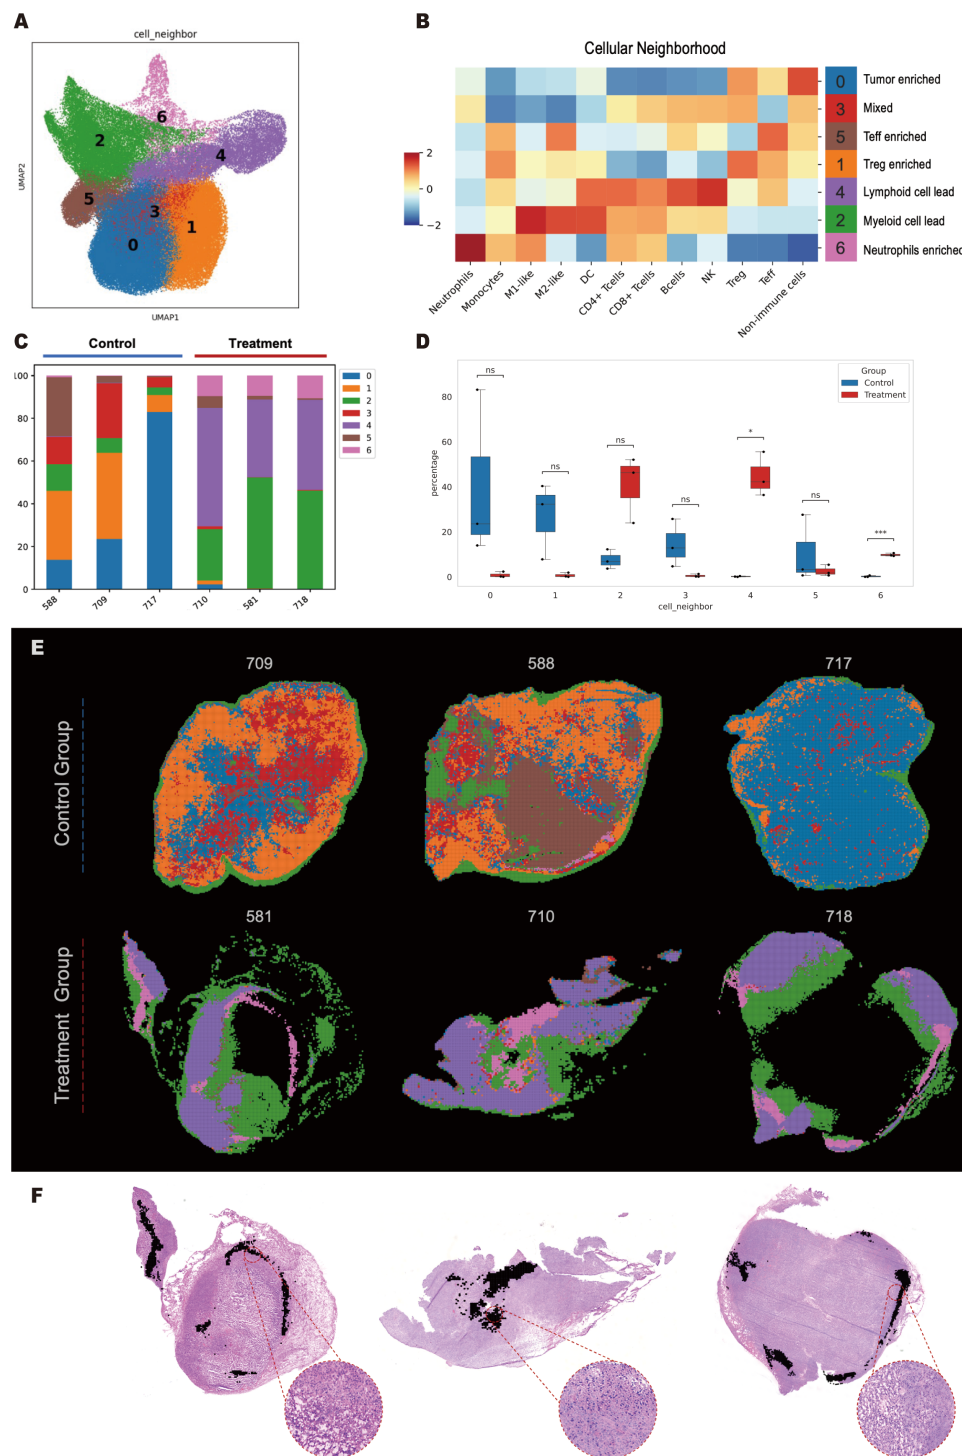 A
cell_neighbor
2
6
4
5
3
1
0
UMAP2
UMAP1
B
Cellular Neighborhood
2
0
−2
0 Tumor enriched
3 Mixed
5 Teff enriched
1 Treg enriched
4 Lymphoid cell lead
2 Myeloid cell lead
6 Neutrophils enriched
Neutrophils
Monocytes
M1-like
M2-like
DC
CD4+ Tcells
CD8+ Tcells
Bcells
NK
Treg
Teff
Non-immune cells
C
Control Treatment
100
80
60
40
20
0
0
1
2
3
4
5
6
588 709 717 710 581 718
D
percentage
80
60
40
20
0
Group
Control
Treatment
ns ns ns ns * ns ***
0 1 2 3 4 5 6
cell_neighbor
E
Control Group
709 588 717
Treatment Group
581 710 718
F